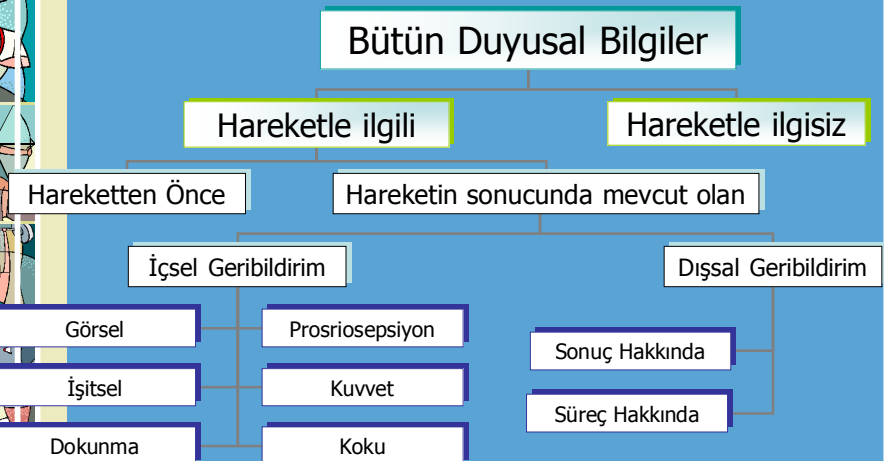 Bütün Duyusal Bilgiler
Hareketle ilgili
Hareketle ilgisiz
Hareketten Önce
Hareketin sonucunda mevcut olan
İçsel Geribildirim
Dışsal Geribildirim
Görsel
Prosriosepsiyon
Sonuç Hakkında
İşitsel
Kuvvet
Süreç Hakkında
Dokunma
Koku